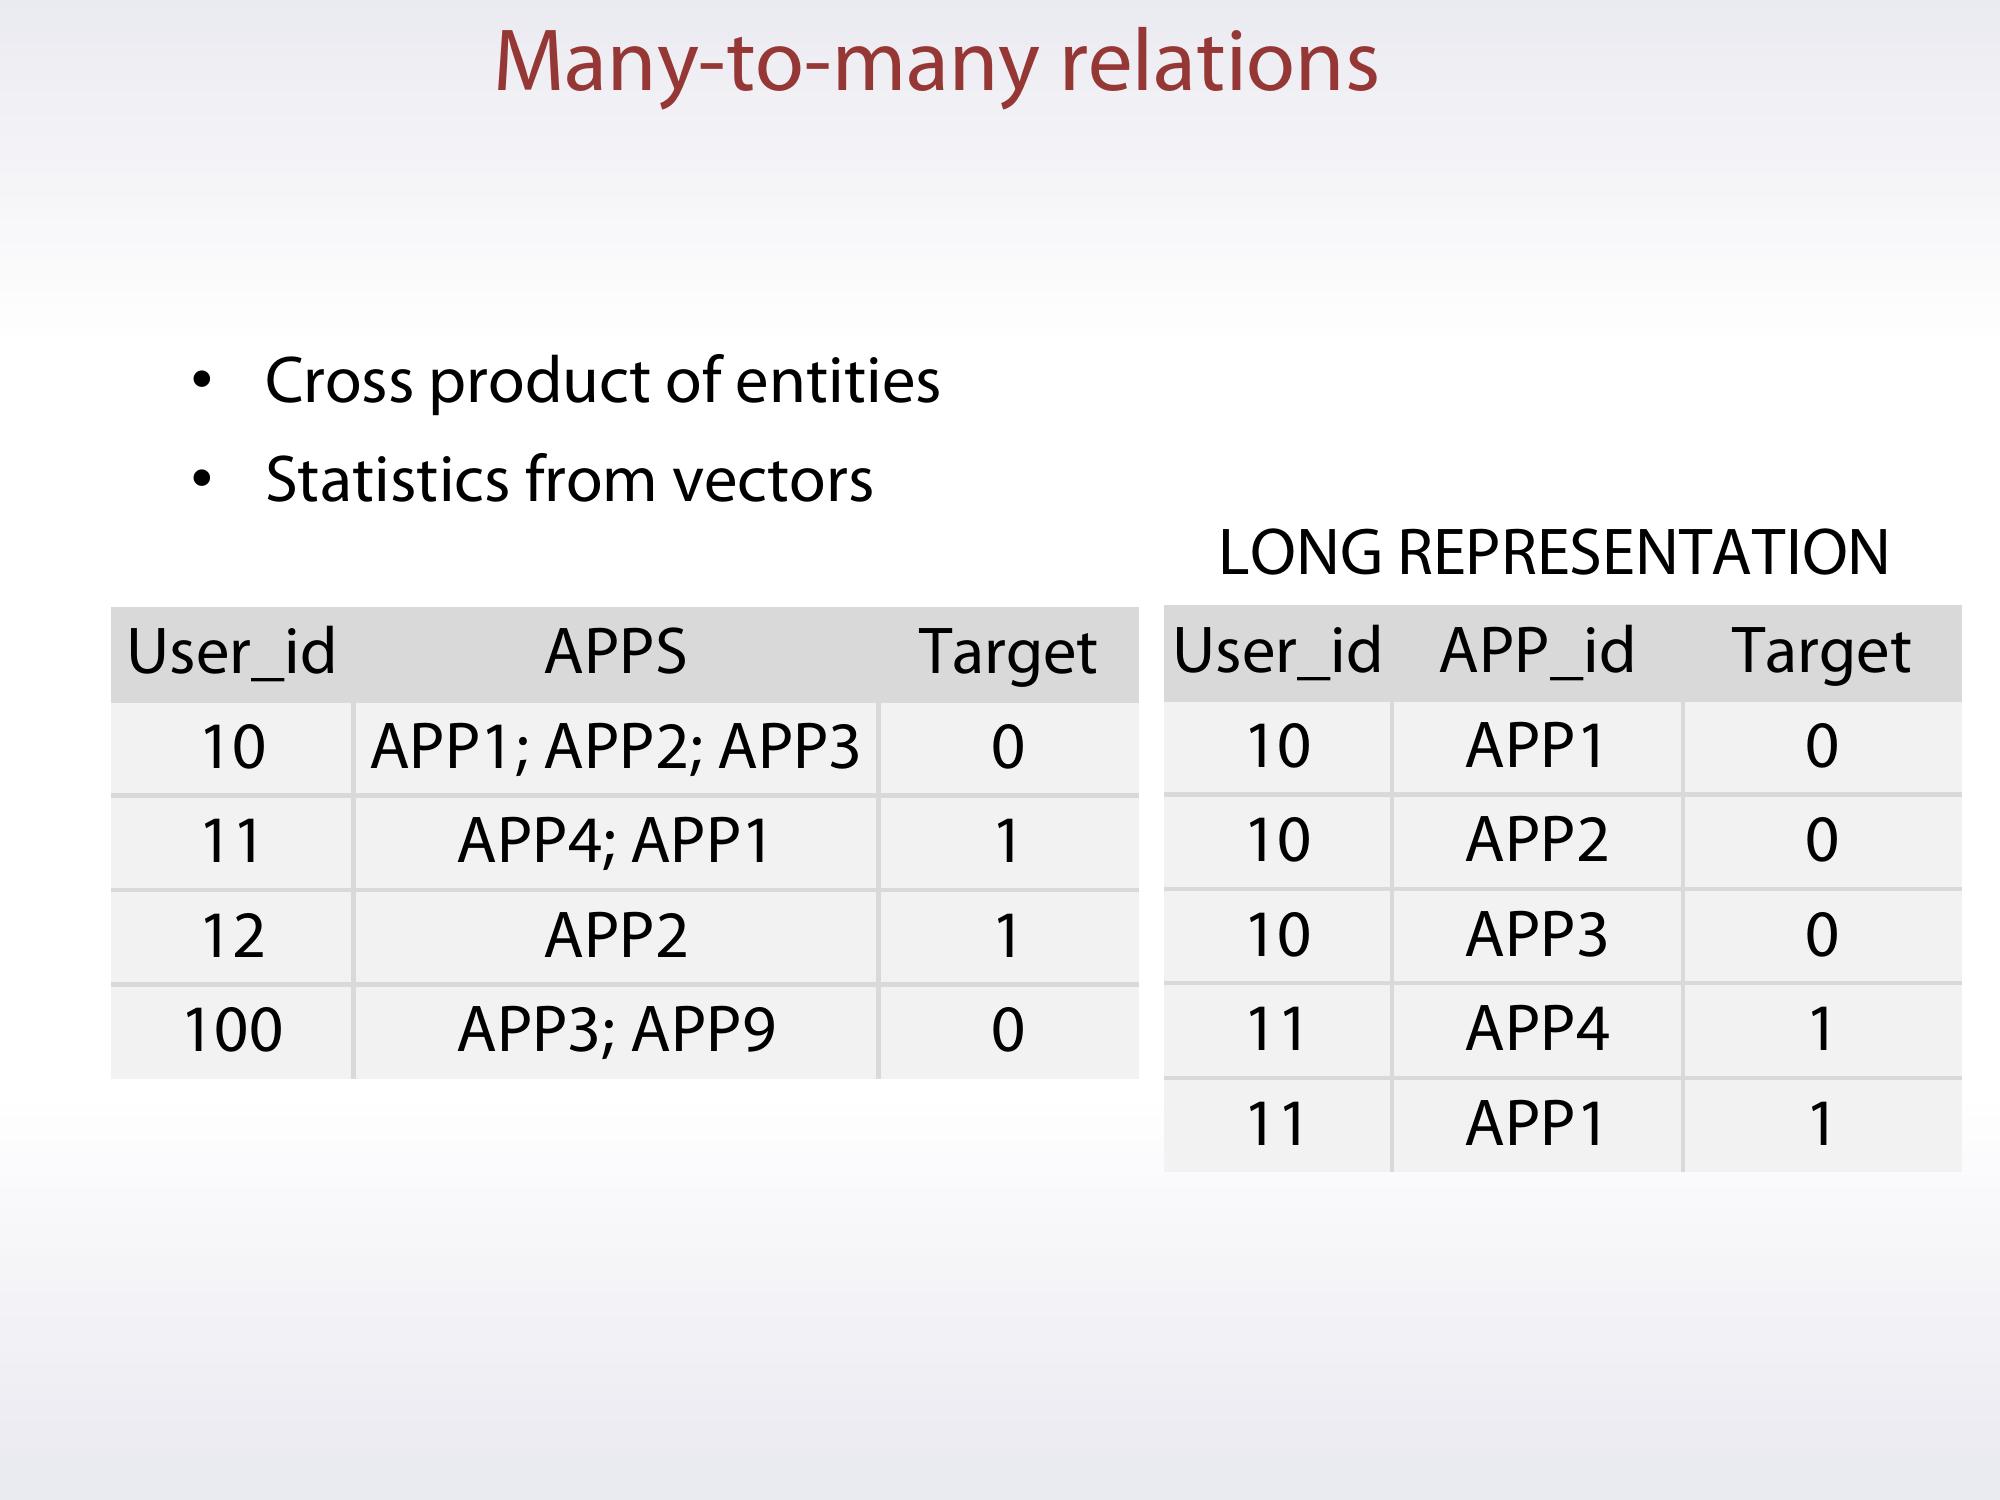 Many-to-many relations
• Cross product of entities
• Statistics from vectors
User_id APPS Target
10 APP1; APP2; APP3 0
11 APP4; APP1 1
12 APP2 1
100 APP3; APP9 0
LONG REPRESENTATION
User_id APP_id Target
10 APP1 0
10 APP2 0
10 APP3 0
11 APP4 1
11 APP1 1